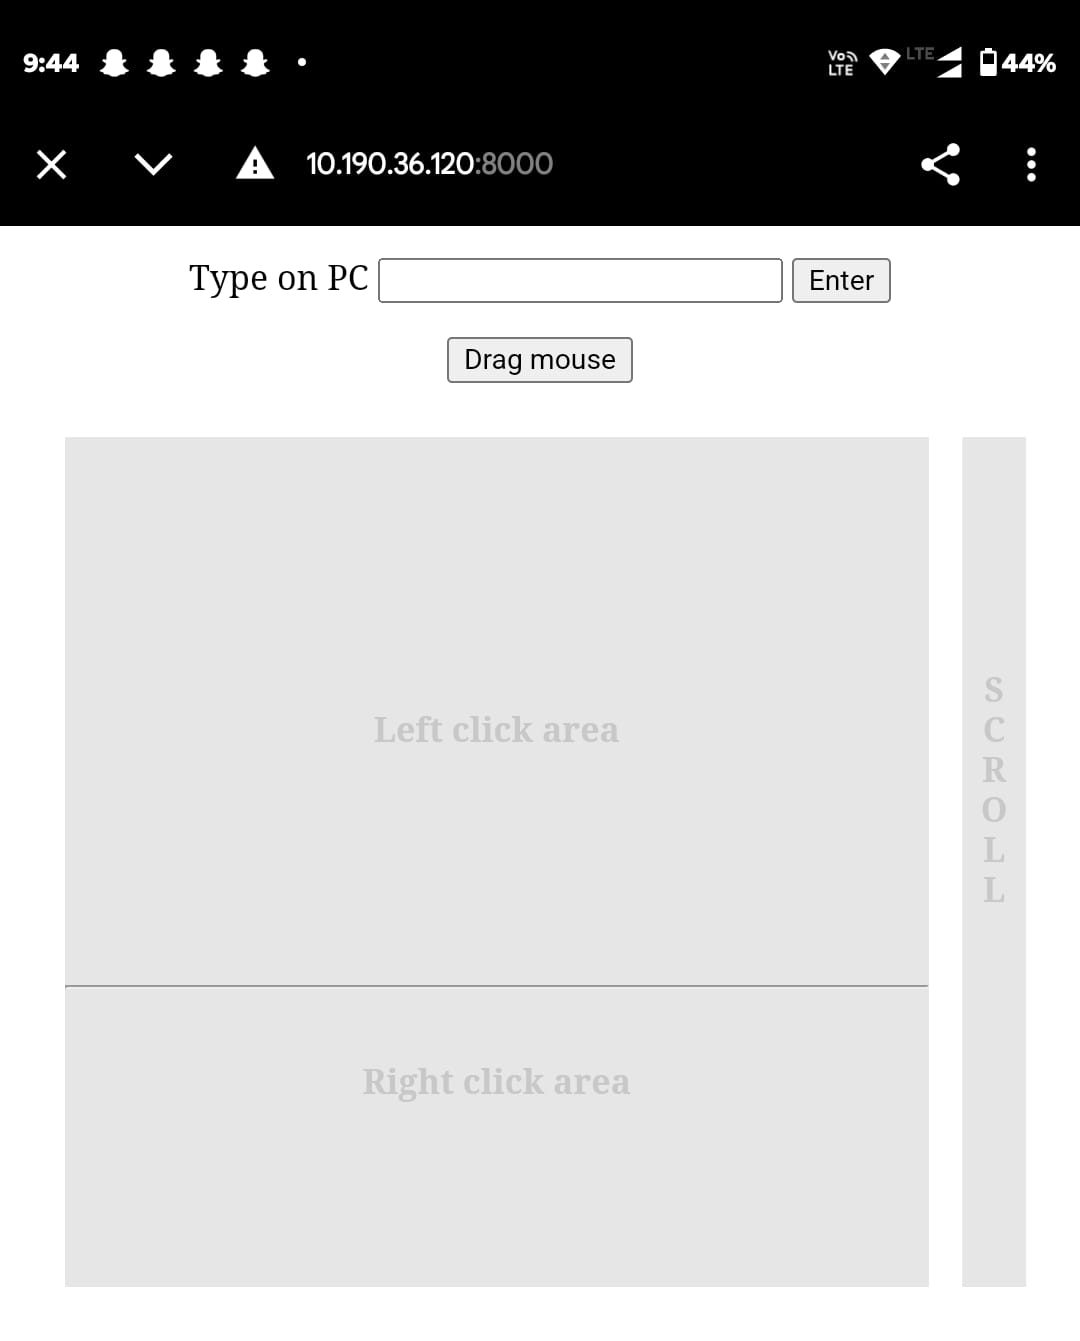 9:44
Vo LTE
LTE
44%
10.190.36.120:8000
Type on PC
Enter
Drag mouse
Left click area
SCROLL
Right click area